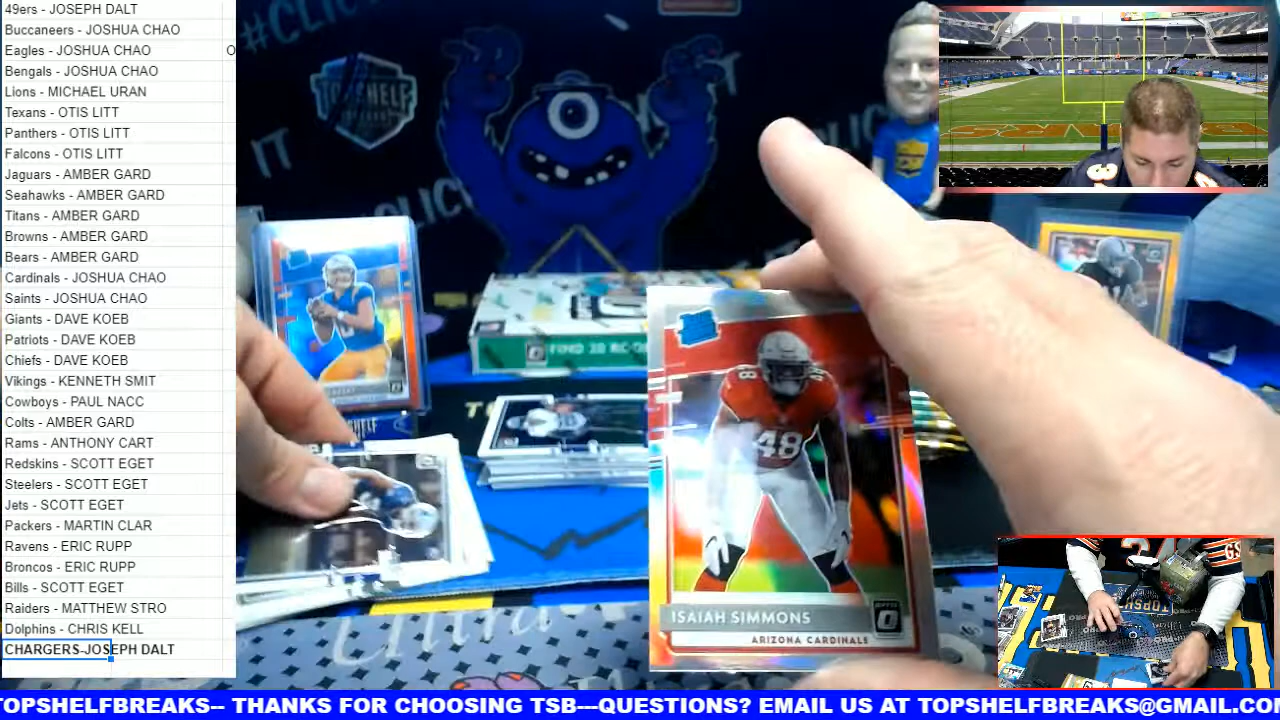 49ers - JOSEPH DALT
Buccaneers - JOSHUA CHAO
Eagles - JOSHUA CHAO
Bengals - JOSHUA CHAO
Lions - MICHAEL URAN
Texans - OTIS LITT
Panthers - OTIS LITT
Falcons - OTIS LITT
Jaguars - AMBER GARD
Seahawks - AMBER GARD
Titans - AMBER GARD
Browns - AMBER GARD
Bears - AMBER GARD
Cardinals - JOSHUA CHAO
Saints - JOSHUA CHAO
Giants - DAVE KOEB
Patriots - DAVE KOEB
Chiefs - DAVE KOEB
Vikings - KENNETH SMIT
Cowboys - PAUL NACC
Colts - AMBER GARD
Rams - ANTHONY CART
Redskins - SCOTT EGET
Steelers - SCOTT EGET
Jets - SCOTT EGET
Packers - MARTIN CLAR
Ravens - ERIC RUPP
Broncos - ERIC RUPP
Bills - SCOTT EGET
Raiders - MATTHEW STRO
Dolphins - CHRIS KELL
CHARGERS-JOSEPH DALT
#CLICK
IT
TOP SHELF
48
48
ISAIAH SIMMONS
ARIZONA CARDINALS
TOPSHELFBREAKS-- THANKS FOR CHOOSING TSB---QUESTIONS? EMAIL US AT TOPSHELFBREAKS@GMAIL.CO